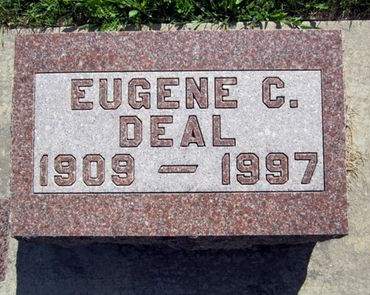 EUGENE C.
DEAL
1909 — 1997